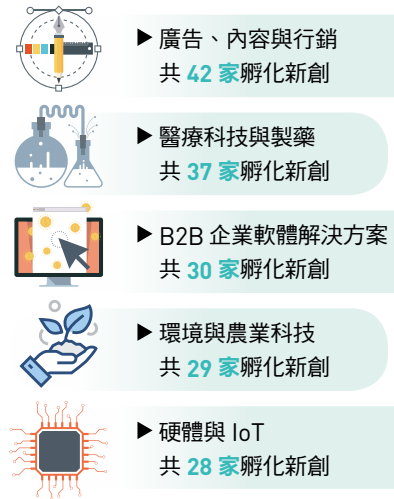 ▶ 廣告、內容與行銷
共 42 家孵化新創
▶ 醫療科技與製藥
共 37 家孵化新創
▶ B2B 企業軟體解決方案
共 30 家孵化新創
▶ 環境與農業科技
共 29 家孵化新創
▶ 硬體與 IoT
共 28 家孵化新創